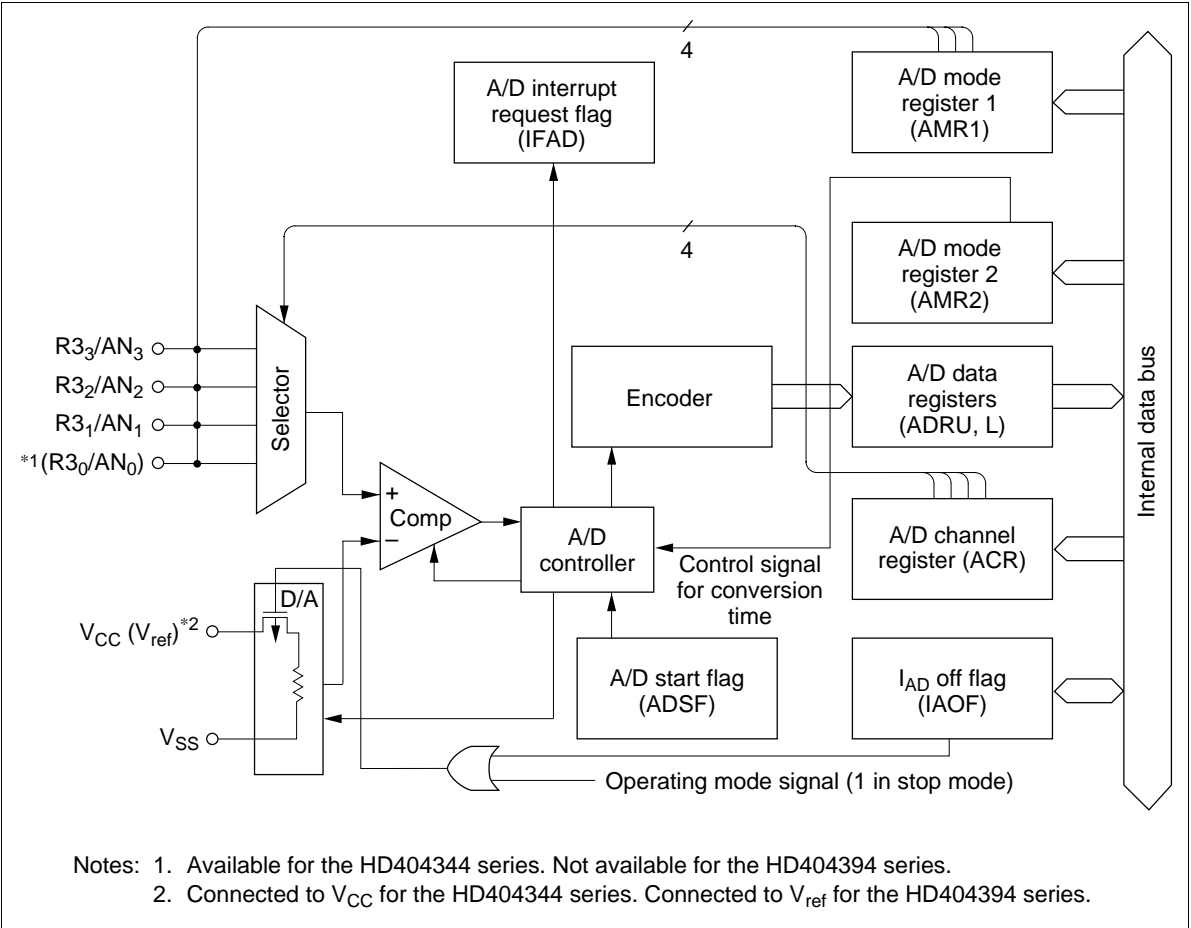 4
A/D mode
register 1
(AMR1)
A/D interrupt
request flag
(IFAD)
4
A/D mode
register 2
(AMR2)
R3₃/AN₃
R3₂/AN₂
R3₁/AN₁
*1(R3₀/AN₀)
Selector
Encoder
A/D data
registers
(ADRU, L)
Internal data bus
+
Comp
−
A/D
controller
Control signal
for conversion
time
A/D channel
register (ACR)
D/A
V_CC (V_ref)*2
V_SS
A/D start flag
(ADSF)
I_AD off flag
(IAOF)
Operating mode signal (1 in stop mode)
Notes: 1. Available for the HD404344 series. Not available for the HD404394 series.
2. Connected to V_CC for the HD404344 series. Connected to V_ref for the HD404394 series.